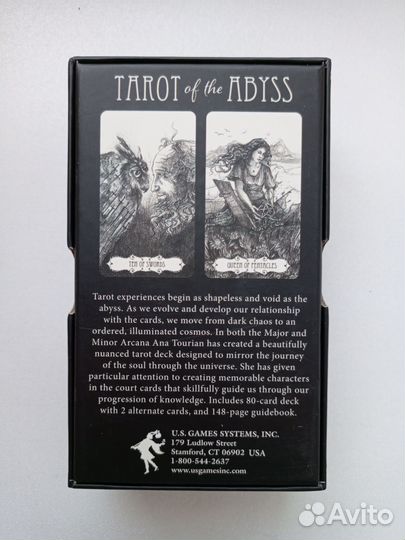 TAROT of the ABYSS
TEN OF SWORDS
QUEEN OF PENTACLES
Tarot experiences begin as shapeless and void as the
abyss. As we evolve and develop our relationship
with the cards, we move from dark chaos to an
ordered, illuminated cosmos. In both the Major and
Minor Arcana Ana Tourian has created a beautifully
nuanced tarot deck designed to mirror the journey
of the soul through the universe. She has given
particular attention to creating memorable characters
in the court cards that skillfully guide us through our
progression of knowledge. Includes 80-card deck
with 2 alternate cards, and 148-page guidebook.
U.S. GAMES SYSTEMS, INC.
179 Ludlow Street
Stamford, CT 06902 USA
1-800-544-2637
www.usgamesinc.com
Avito